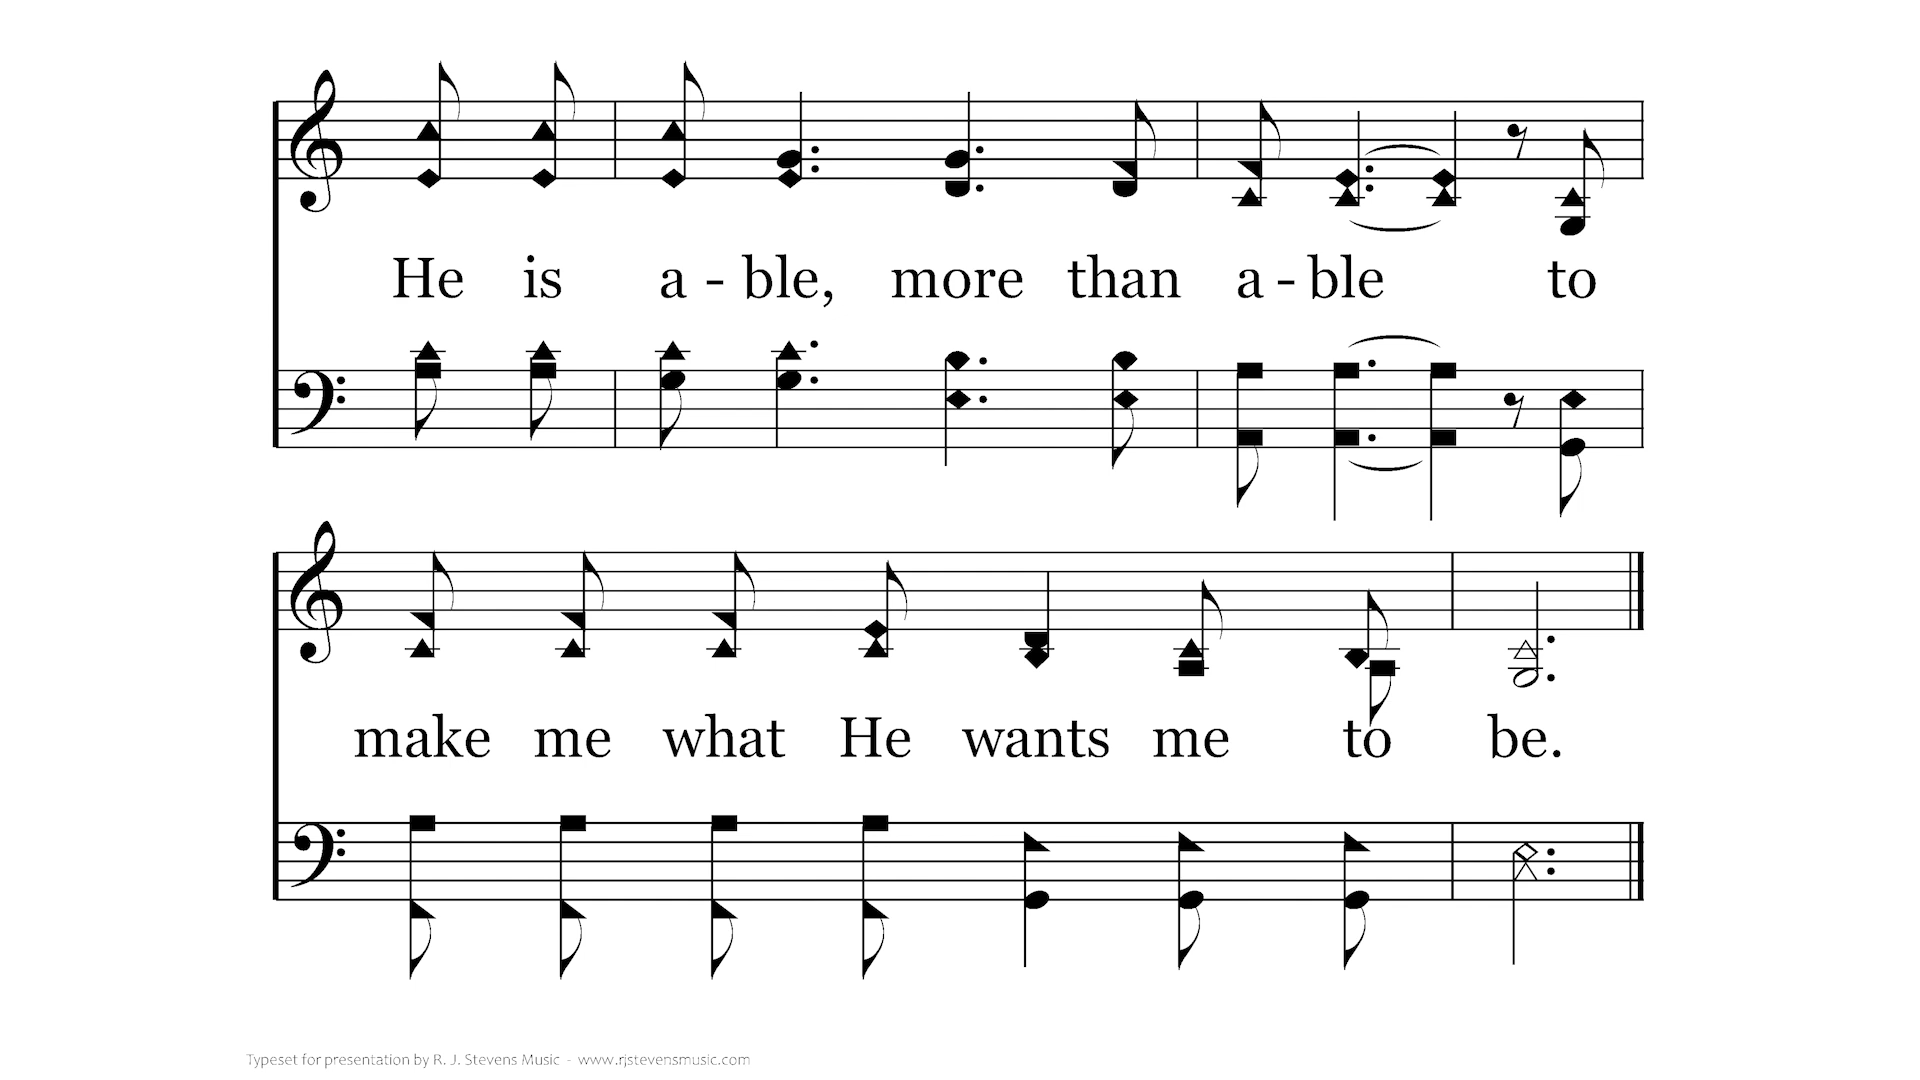 He is a - ble, more than a - ble to
make me what He wants me to be.
Typeset for presentation by R. J. Stevens Music - www.rjstevensmusic.com